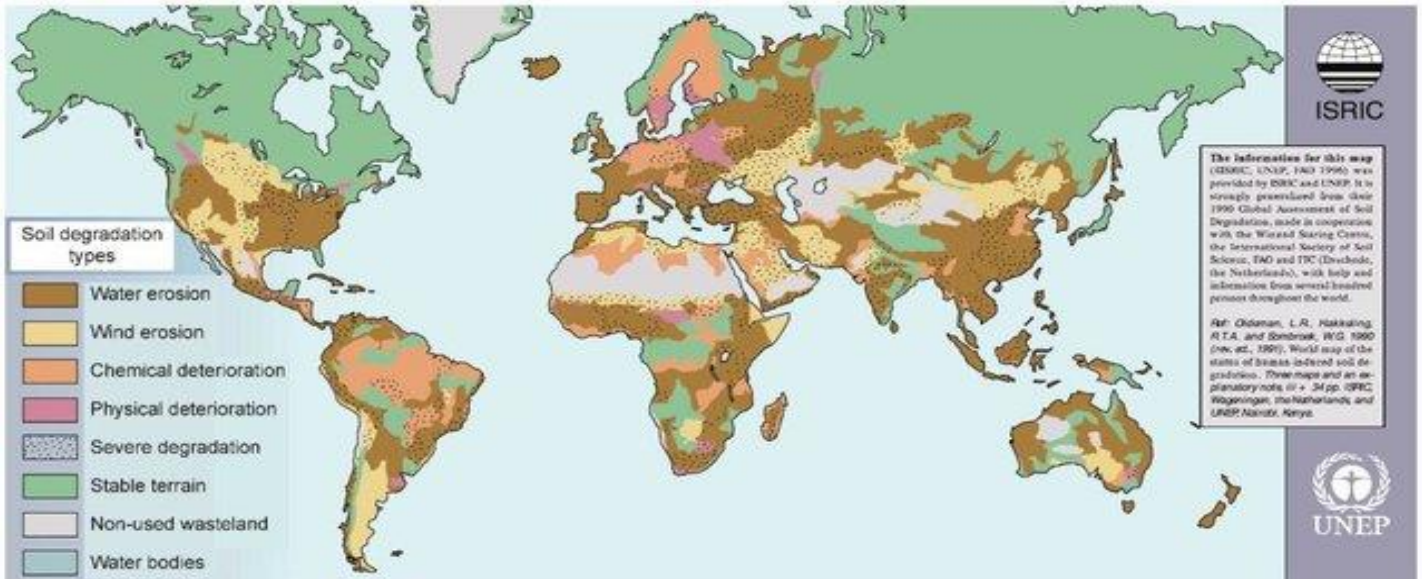 Soil degradation
types
Water erosion
Wind erosion
Chemical deterioration
Physical deterioration
Severe degradation
Stable terrain
Non-used wasteland
Water bodies
ISRIC
The information for this map
(ISRIC, UNEP, FAO 1996) was
provided by ISRIC and UNEP. It is
strongly generalized from their
1990 Global Assessment of Soil
Degradation, made in cooperation
with the Winand Staring Centre,
the International Society of Soil
Science, FAO and ITC (Enschede,
the Netherlands), with help and
information from several hundred
persons throughout the world.
Ref: Oldeman, L.R., Hakkeling,
R.T.A. and Sombroek, W.G. 1990
(rev. ed., 1991). World map of the
status of human-induced soil de-
gradation. Three maps and an ex-
planatory note, iii + 34 pp. ISRIC,
Wageningen, the Netherlands, and
UNEP, Nairobi, Kenya.
UNEP